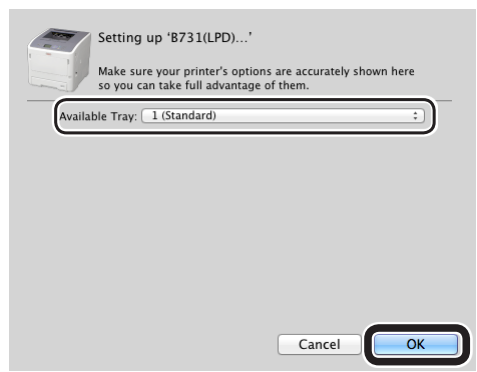 Setting up ‘B731(LPD)...’
Make sure your printer's options are accurately shown here
so you can take full advantage of them.
Available Tray: 1 (Standard)
Cancel OK